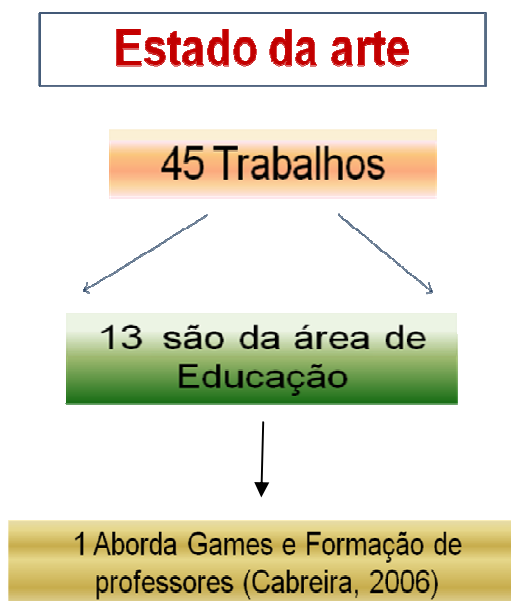 Estado da arte
45 Trabalhos
13 são da área de
Educação
1 Aborda Games e Formação de
professores (Cabreira, 2006)